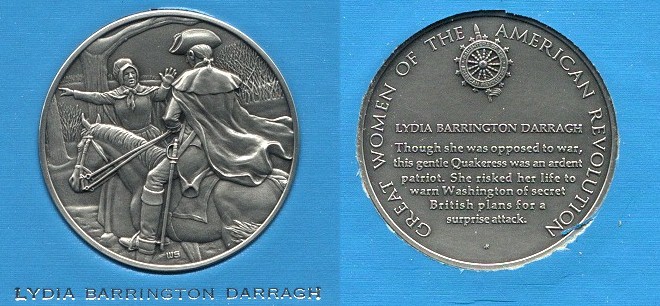 WS
LYDIA BARRINGTON DARRAGH
GREAT WOMEN OF THE AMERICAN REVOLUTION
LYDIA BARRINGTON DARRAGH
Though she was opposed to war,
this gentle Quakeress was an ardent
patriot. She risked her life to
warn Washington of secret
British plans for a
surprise attack.